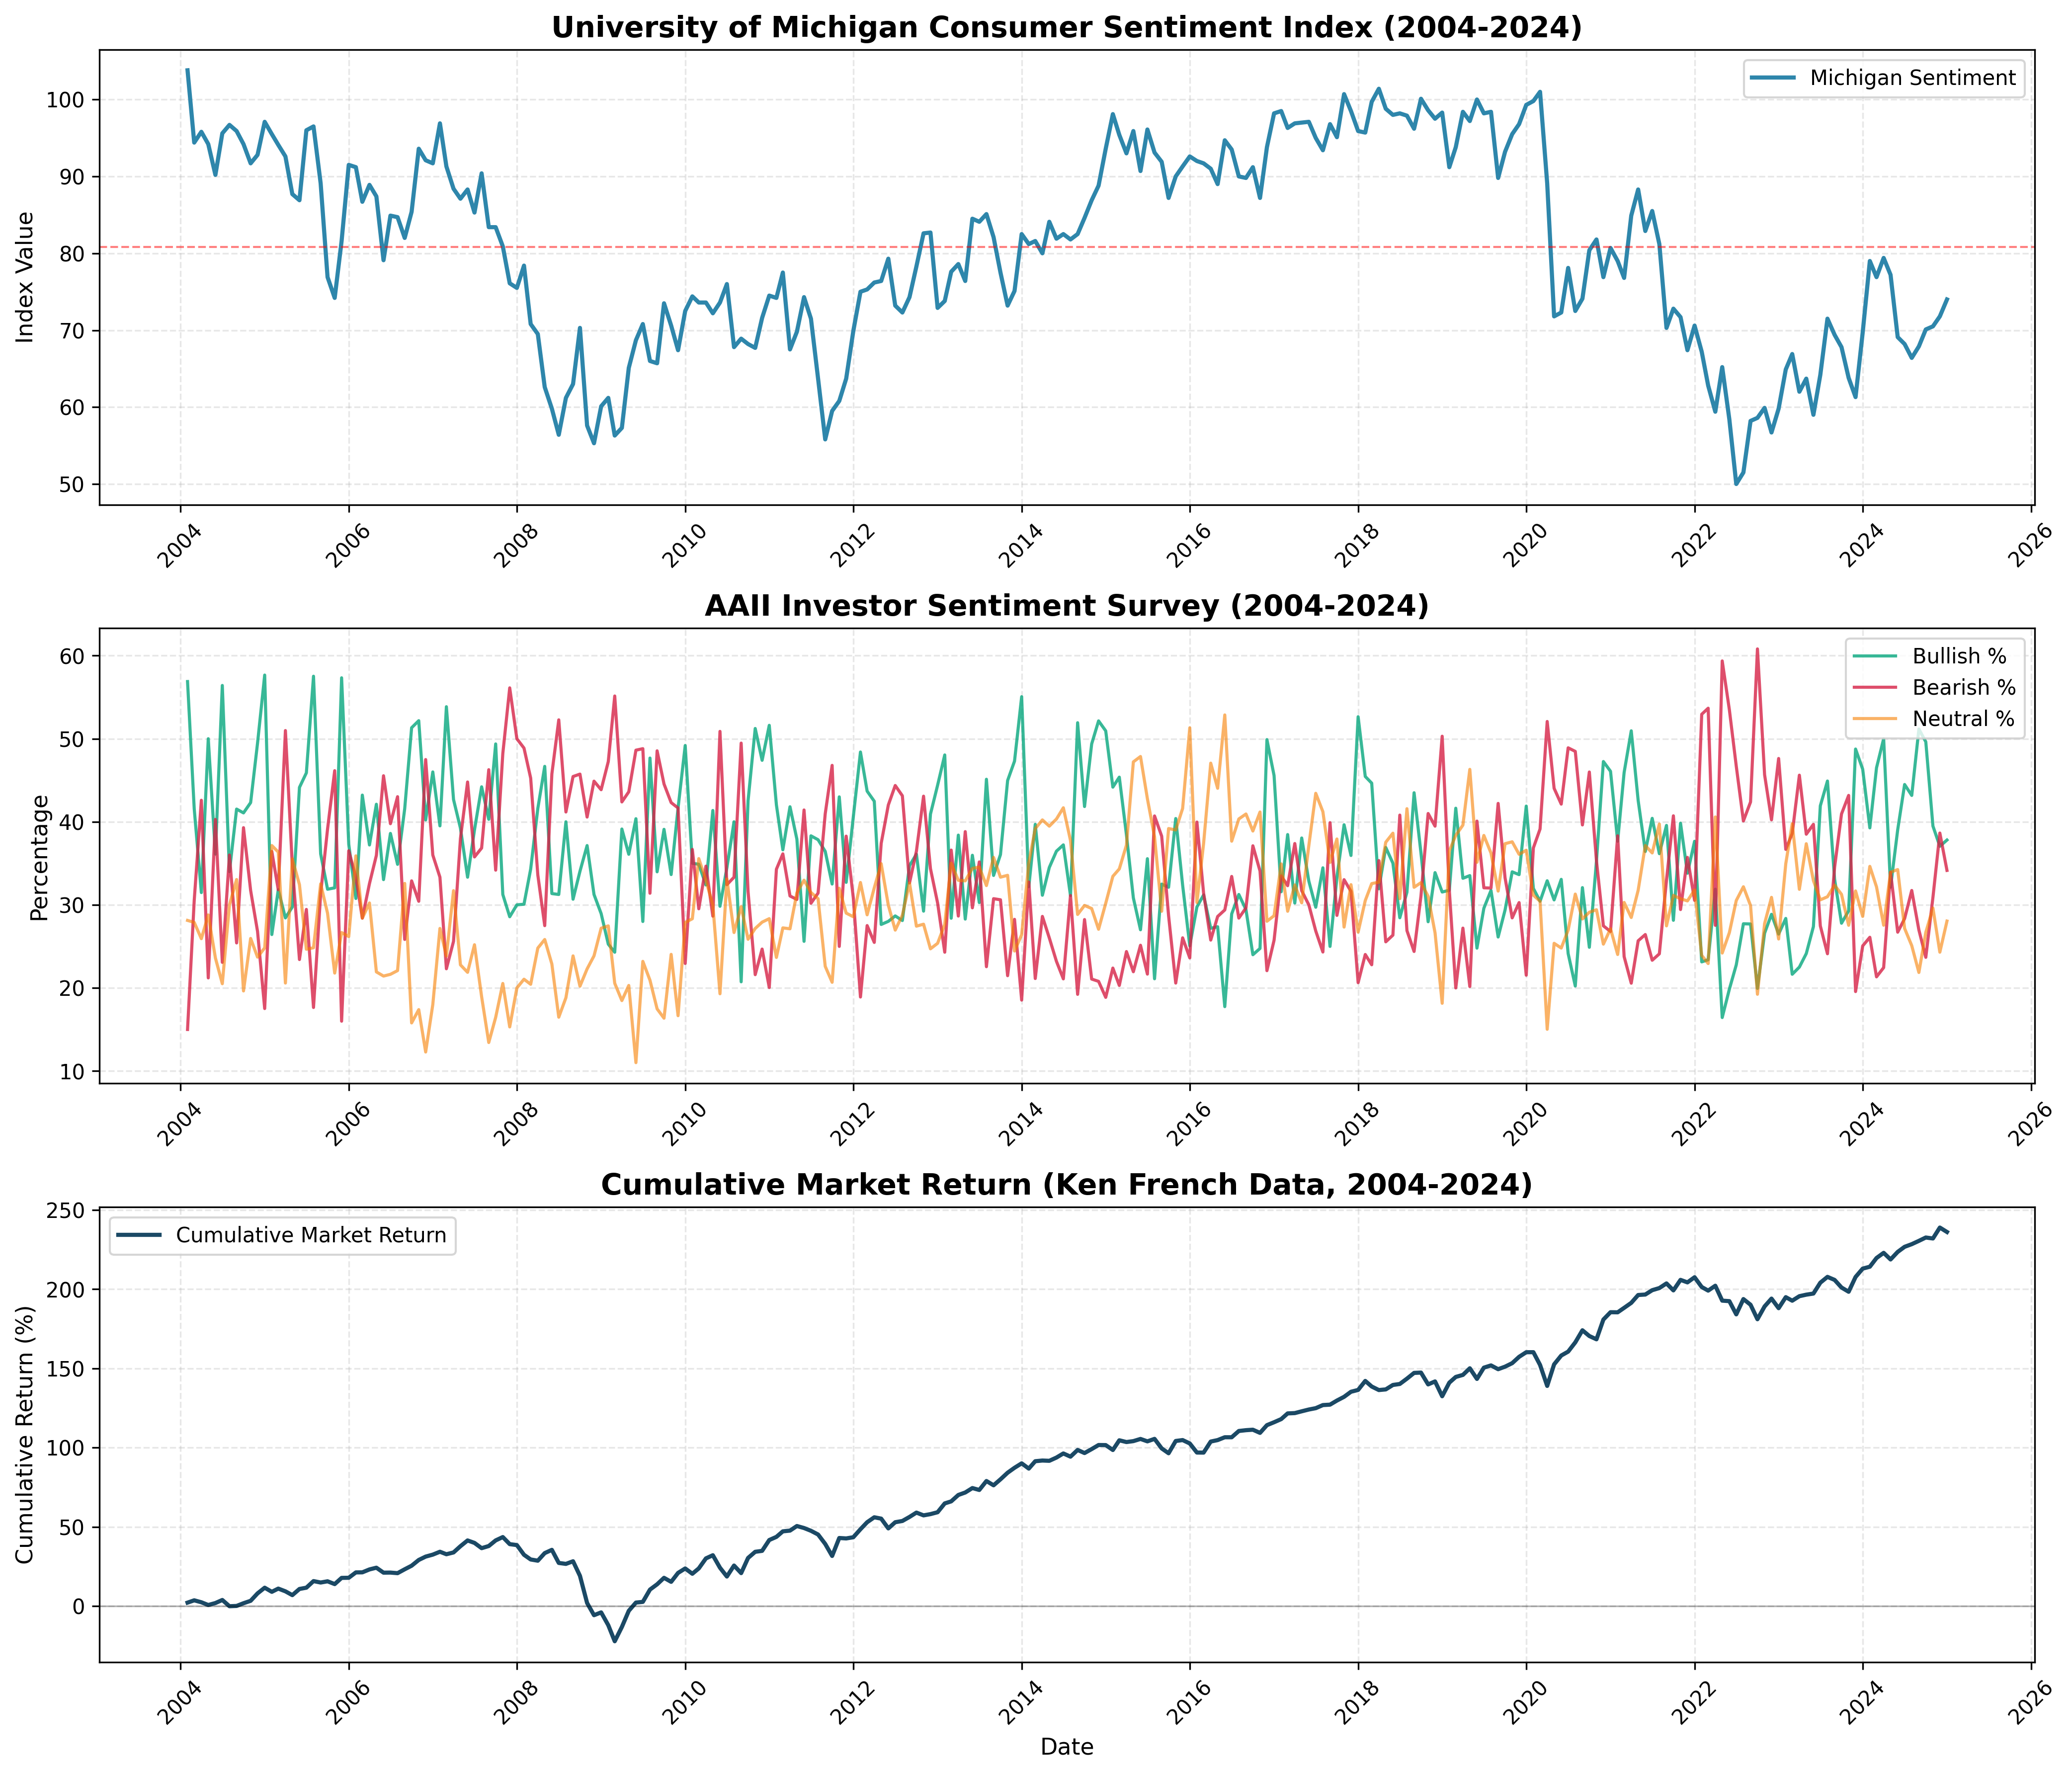 University of Michigan Consumer Sentiment Index (2004-2024)
Michigan Sentiment
Index Value
100
90
80
70
60
50
2004 2006 2008 2010 2012 2014 2016 2018 2020 2022 2024 2026
AAII Investor Sentiment Survey (2004-2024)
Bullish %
Bearish %
Neutral %
Percentage
60
50
40
30
20
10
2004 2006 2008 2010 2012 2014 2016 2018 2020 2022 2024 2026
Cumulative Market Return (Ken French Data, 2004-2024)
Cumulative Market Return
Cumulative Return (%)
250
200
150
100
50
0
2004 2006 2008 2010 2012 2014 2016 2018 2020 2022 2024 2026
Date